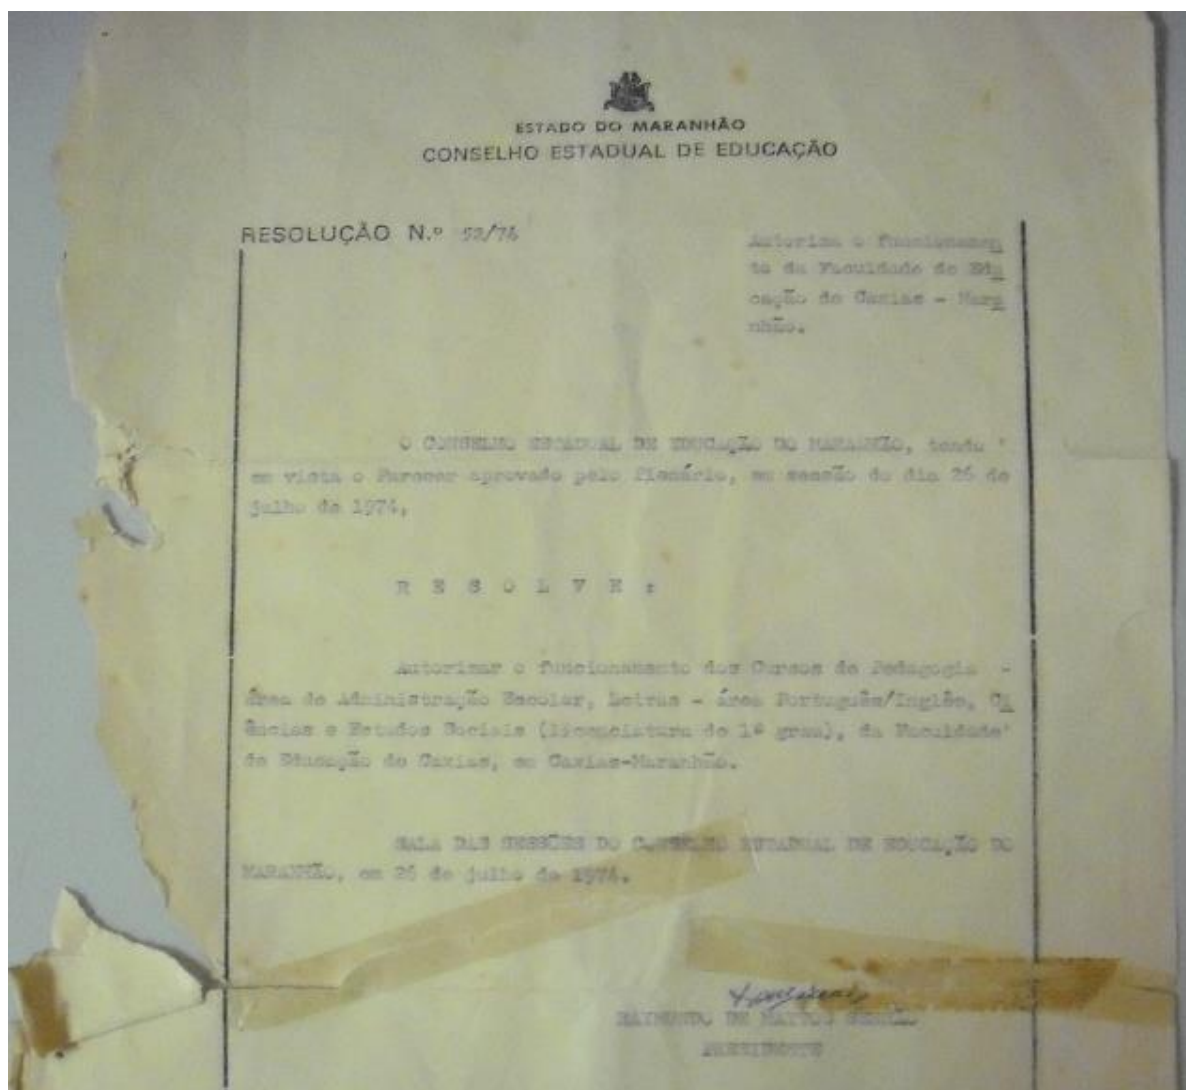 ESTADO DO MARANHÃO
CONSELHO ESTADUAL DE EDUCAÇÃO
RESOLUÇÃO N.º 52/74
Autoriza o funcionamen
to da Faculdade de Edu
cação de Caxias - Mara
nhão.
O CONSELHO ESTADUAL DE EDUCAÇÃO DO MARANHÃO, tendo '
em vista o Parecer aprovado pelo Plenário, em sessão do dia 26 de
julho de 1974,
R E S O L V E :
Autorizar o funcionamento dos Cursos de Pedagogia -
área de Administração Escolar, Letras - área Português/Inglês, Ci
ências e Estudos Sociais (licenciatura de 1º grau), da Faculdade'
de Educação de Caxias, em Caxias-Maranhão.
SALA DAS SESSÕES DO CONSELHO ESTADUAL DE EDUCAÇÃO DO
MARANHÃO, em 26 de julho de 1974.
RAYMUNDO DE MATTOS
PRESIDENTE